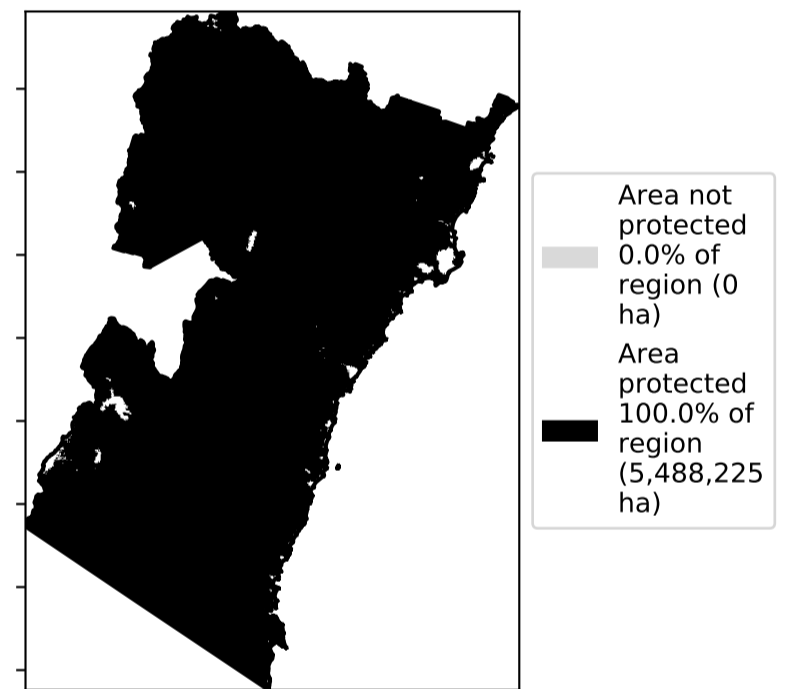 Area not
protected
0.0% of
region (0
ha)
Area
protected
100.0% of
region
(5,488,225
ha)